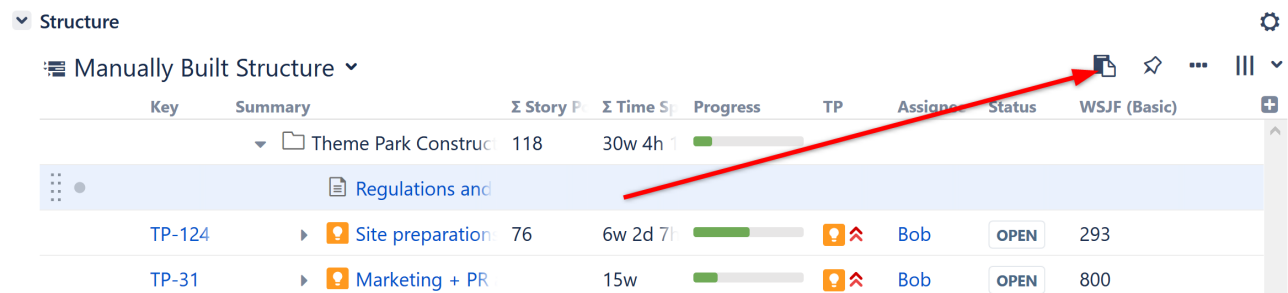 Structure
Manually Built Structure
Key Summary Σ Story Σ Time Progress TP Assignee Status WSJF (Basic)
Theme Park Construct 118 30w 4h
Regulations and
TP-124 Site preparation 76 6w 2d 7h Bob OPEN 293
TP-31 Marketing + PR 15w Bob OPEN 800